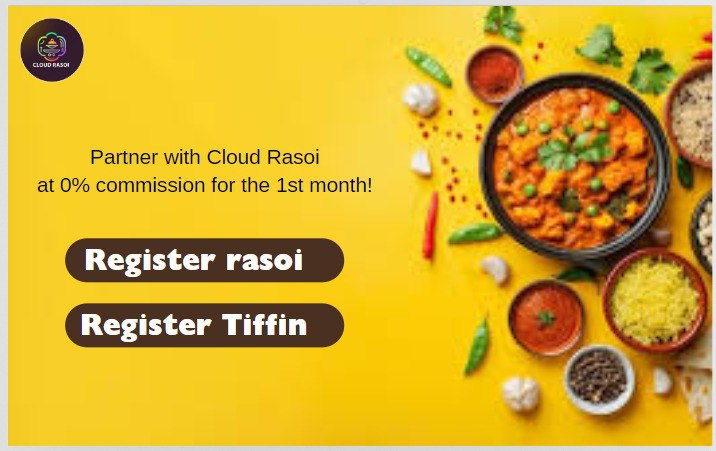 CLOUD RASOI
Partner with Cloud Rasoi
at 0% commission for the 1st month!
Register rasoi
Register Tiffin